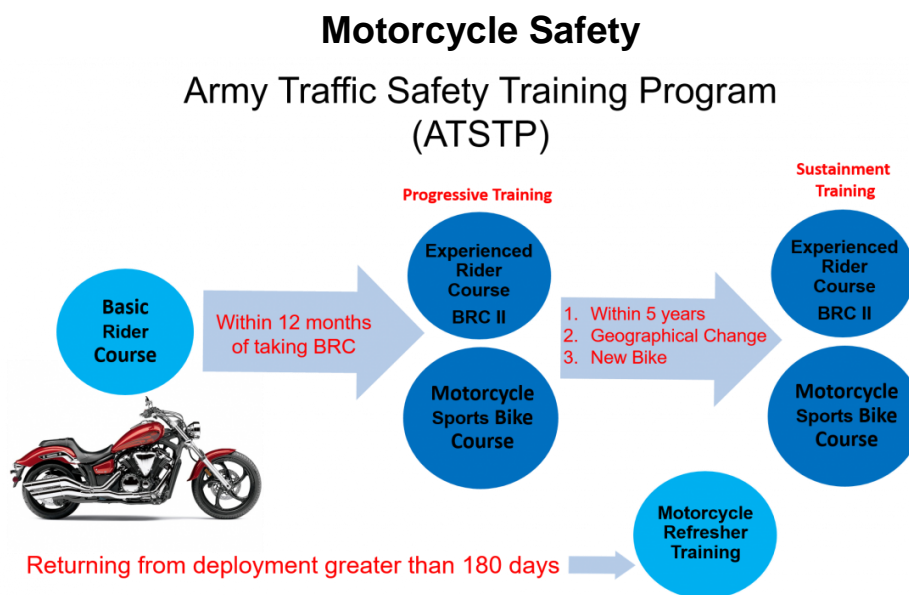 Motorcycle Safety
Army Traffic Safety Training Program
(ATSTP)
Progressive Training
Sustainment
Training
Basic
Rider
Course
Within 12 months
of taking BRC
Experienced
Rider
Course
BRC II
Motorcycle
Sports Bike
Course
1. Within 5 years
2. Geographical Change
3. New Bike
Experienced
Rider
Course
BRC II
Motorcycle
Sports Bike
Course
Returning from deployment greater than 180 days
Motorcycle
Refresher
Training